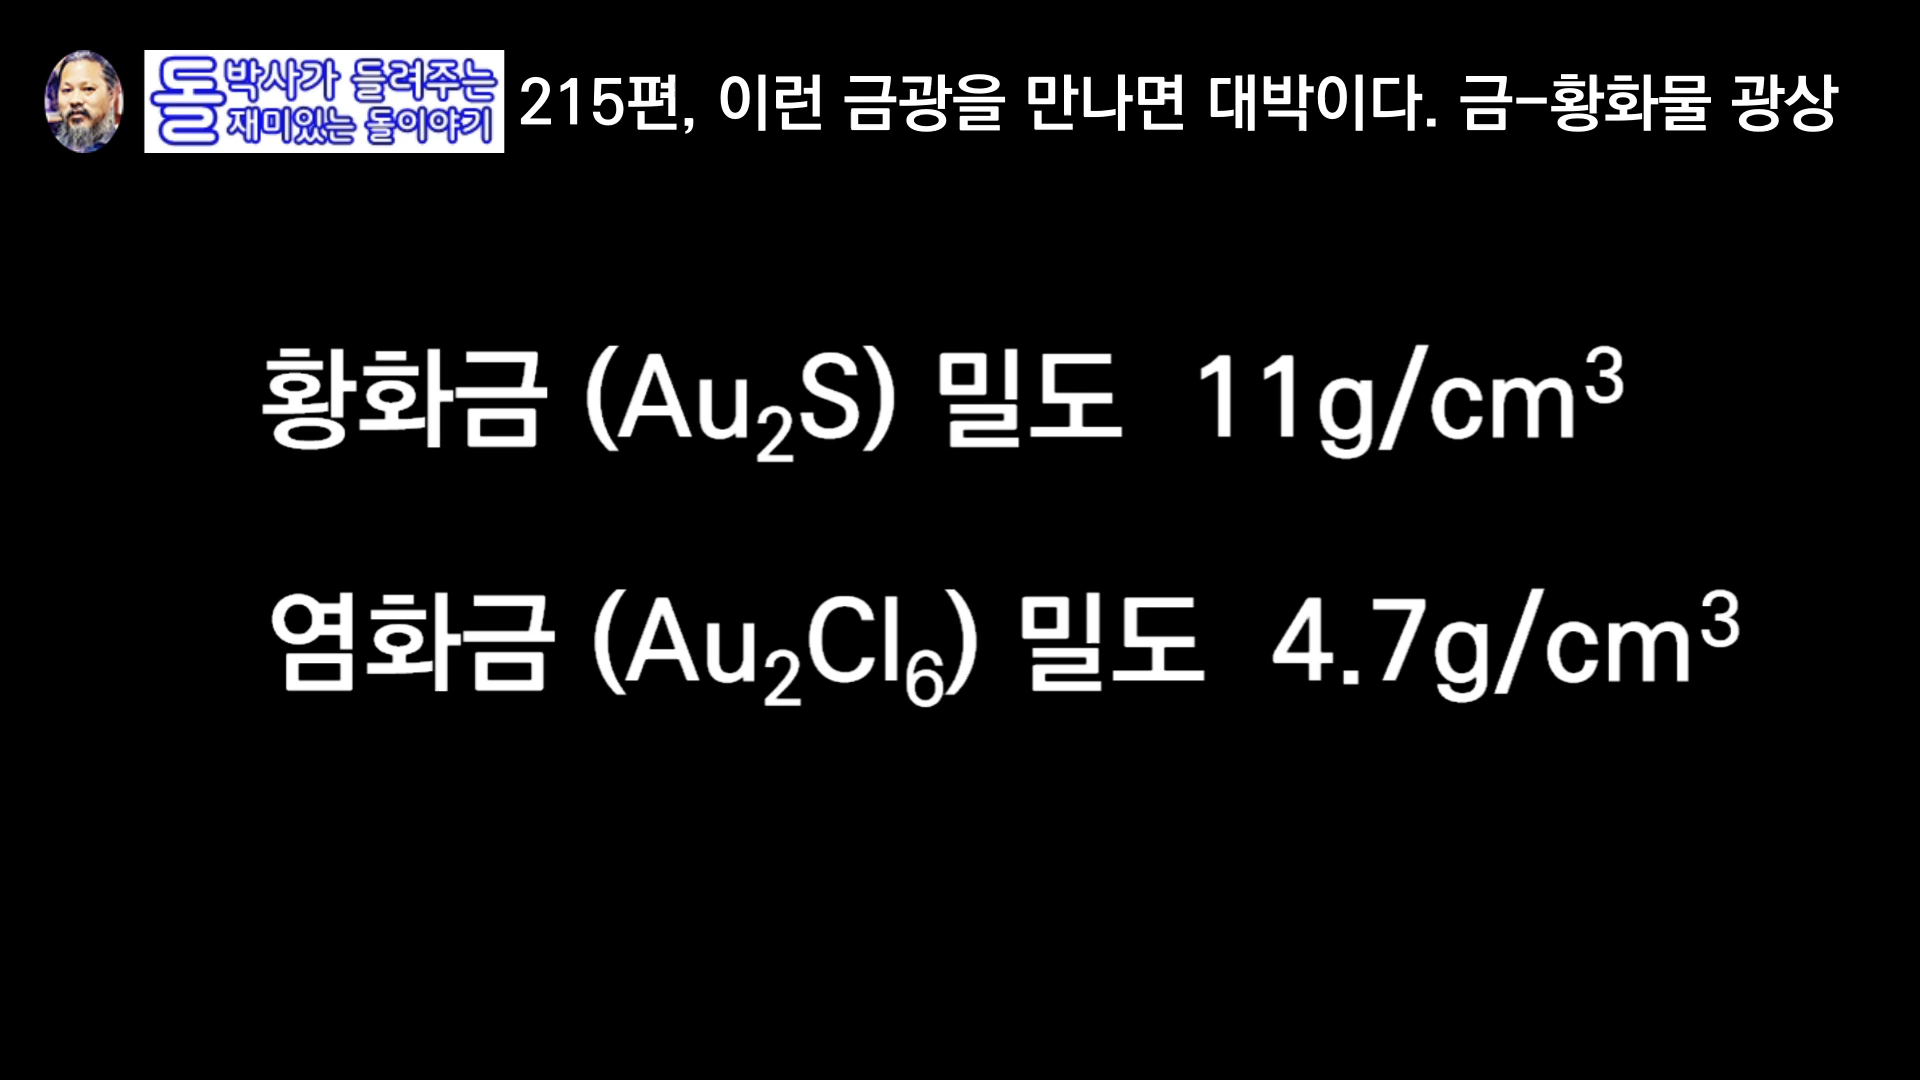 돌박사가 들려주는
재미있는 돌이야기
215편, 이런 금광을 만나면 대박이다. 금-황화물 광상
황화금 (Au₂S) 밀도 11g/cm³
염화금 (Au₂Cl₆) 밀도 4.7g/cm³